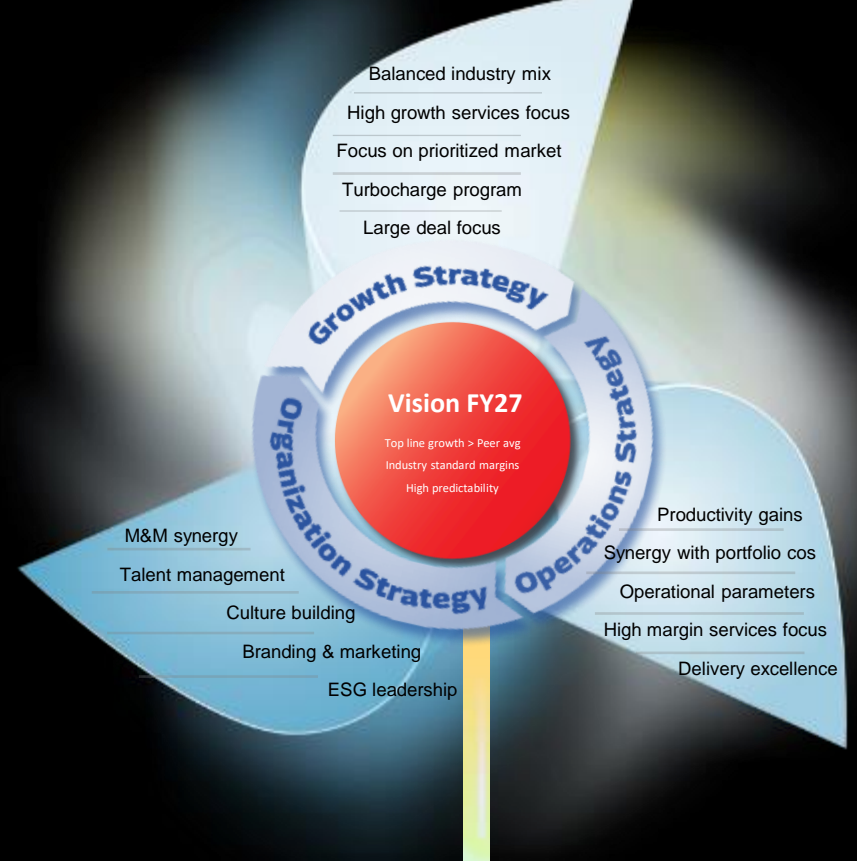 Balanced industry mix
High growth services focus
Focus on prioritized market
Turbocharge program
Large deal focus
Growth Strategy
Vision FY27
Top line growth > Peer avg
Industry standard margins
High predictability
Operations Strategy
Productivity gains
Synergy with portfolio cos
Operational parameters
High margin services focus
Delivery excellence
Organization Strategy
M&M synergy
Talent management
Culture building
Branding & marketing
ESG leadership